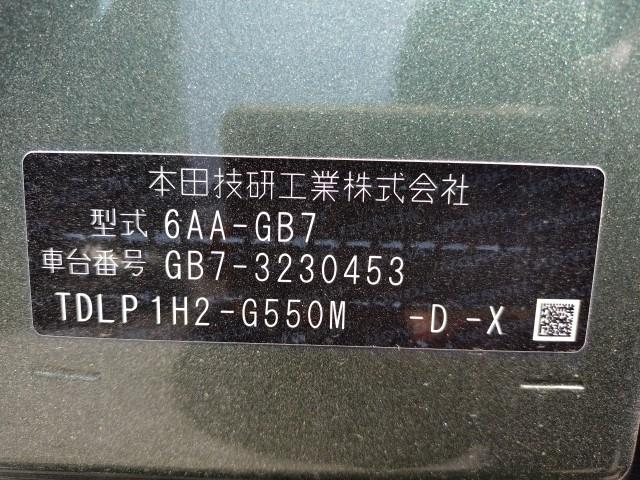 本田技研工業株式会社
型式 6AA-GB7
車台番号 GB7-3230453
TDLP1H2-G550M -D -X